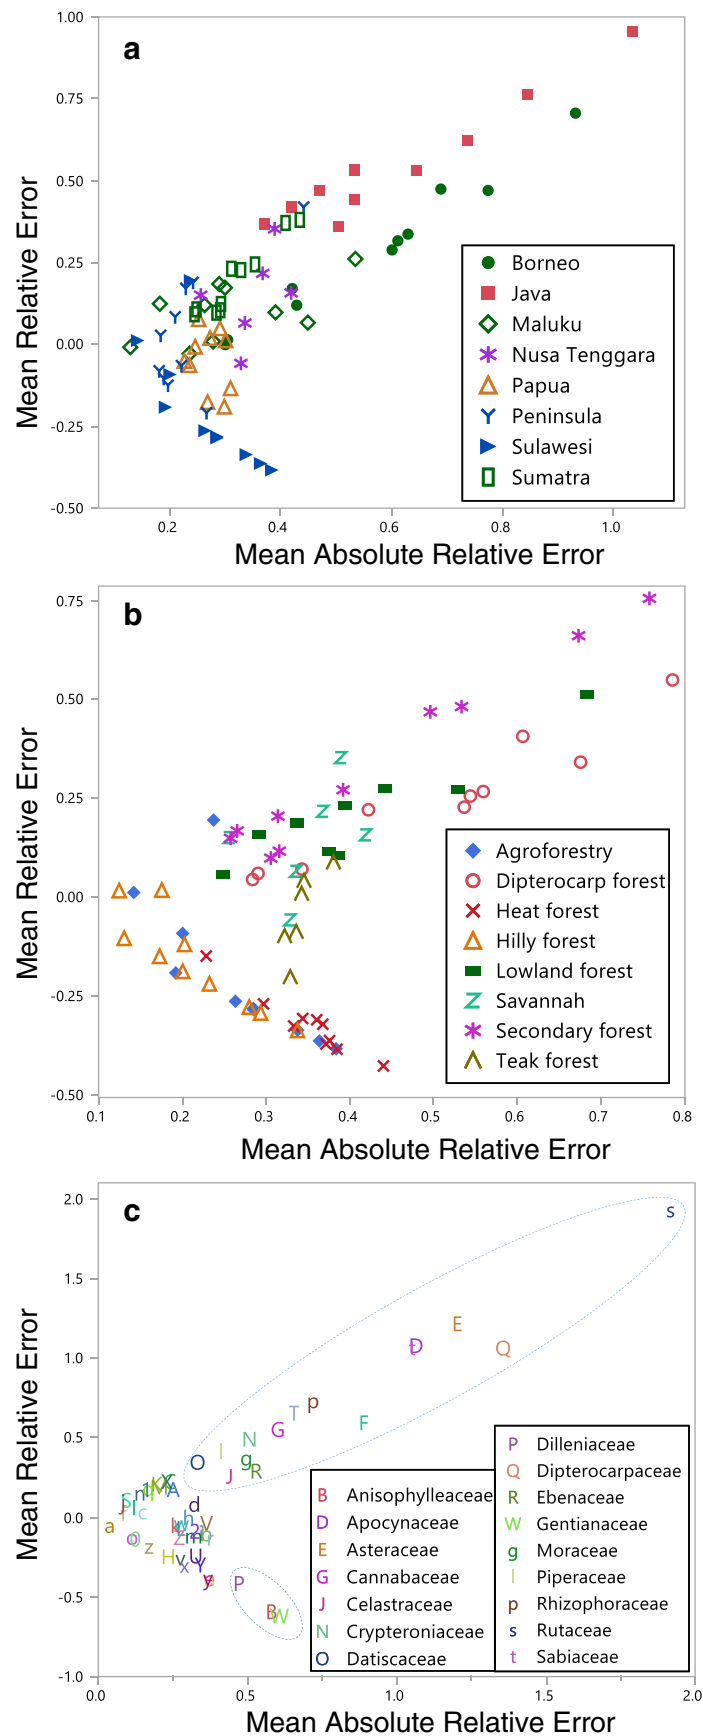 a
Mean Relative Error
1.00
0.75
0.50
0.25
0.00
-0.25
-0.50
Borneo
Java
Maluku
Nusa Tenggara
Papua
Peninsula
Sulawesi
Sumatra
0.2 0.4 0.6 0.8 1.0
Mean Absolute Relative Error
b
Mean Relative Error
0.75
0.50
0.25
0.00
-0.25
-0.50
Agroforestry
Dipterocarp forest
Heat forest
Hilly forest
Lowland forest
Savannah
Secondary forest
Teak forest
0.1 0.2 0.3 0.4 0.5 0.6 0.7 0.8
Mean Absolute Relative Error
c
Mean Relative Error
2.0
1.5
1.0
0.5
0.0
-0.5
-1.0
s
E
D
Q
p
T
F
G
N
l
O
g
R
J
d
a
z
H
P
B
W
B Anisophylleaceae
D Apocynaceae
E Asteraceae
G Cannabaceae
J Celastraceae
N Crypteroniaceae
O Datiscaceae
P Dilleniaceae
Q Dipterocarpaceae
R Ebenaceae
W Gentianaceae
g Moraceae
l Piperaceae
p Rhizophoraceae
s Rutaceae
t Sabiaceae
0.0 0.5 1.0 1.5 2.0
Mean Absolute Relative Error